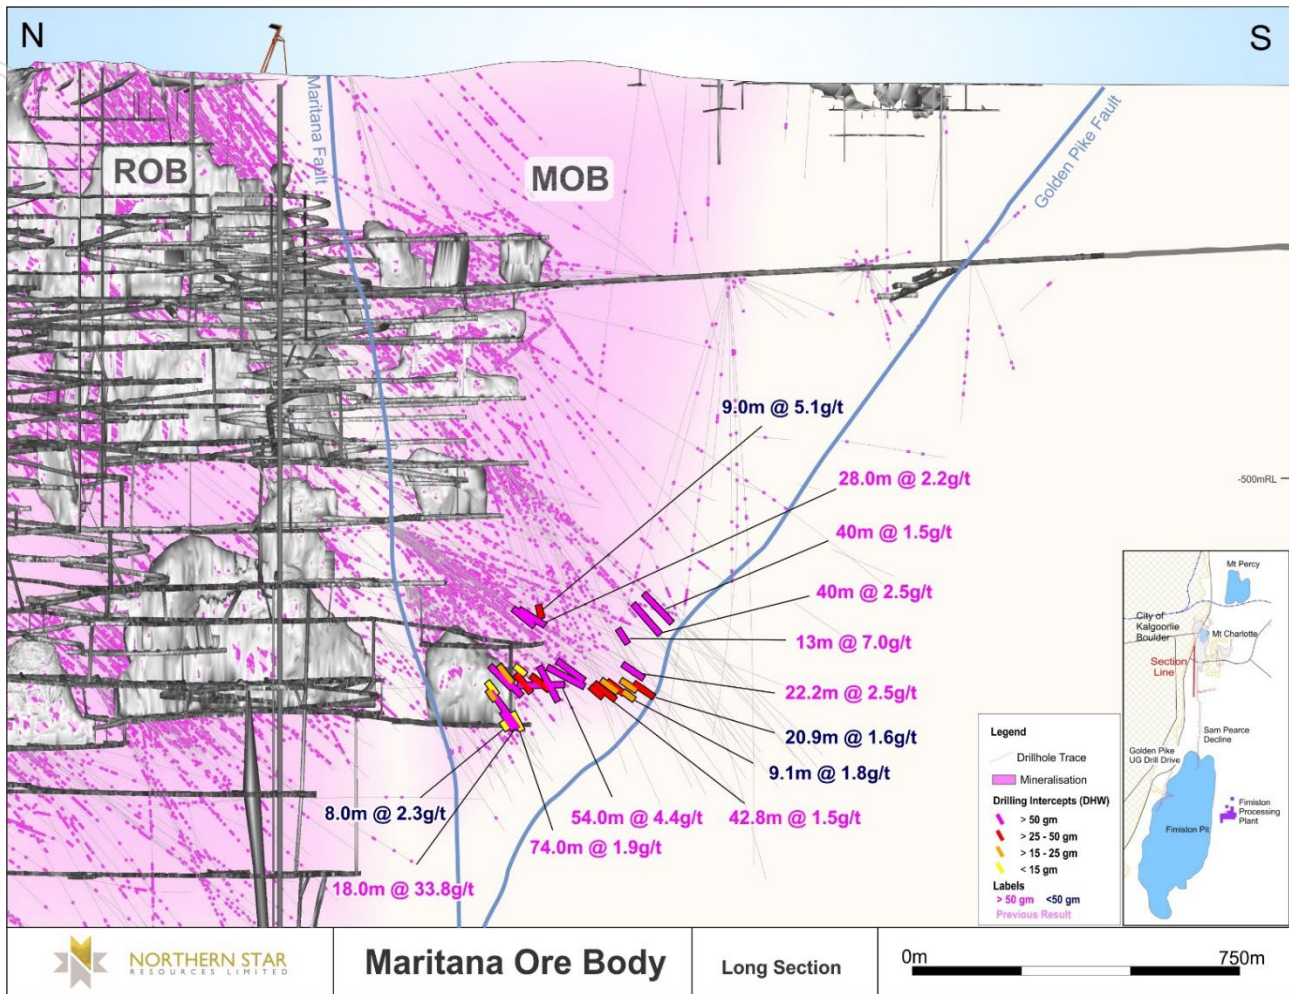 N
S
ROB
MOB
Maritana Fault
Golden Pike Fault
9.0m @ 5.1g/t
28.0m @ 2.2g/t
-500mRL
40m @ 1.5g/t
40m @ 2.5g/t
13m @ 7.0g/t
22.2m @ 2.5g/t
20.9m @ 1.6g/t
9.1m @ 1.8g/t
8.0m @ 2.3g/t
54.0m @ 4.4g/t
42.8m @ 1.5g/t
74.0m @ 1.9g/t
18.0m @ 33.8g/t
Legend
Drillhole Trace
Mineralisation
Drilling Intercepts (DHW)
> 50 gm
> 25 - 50 gm
> 15 - 25 gm
< 15 gm
Labels
> 50 gm <50 gm
Previous Result
Mt Percy
City of
Kalgoorlie
Boulder
Mt Charlotte
Section
Line
Sam Pearce
Decline
Golden Pike
UG Drill Drive
Fimiston
Processing
Plant
Fimiston Pit
NORTHERN STAR
RESOURCES LIMITED
Maritana Ore Body
Long Section
0m
750m